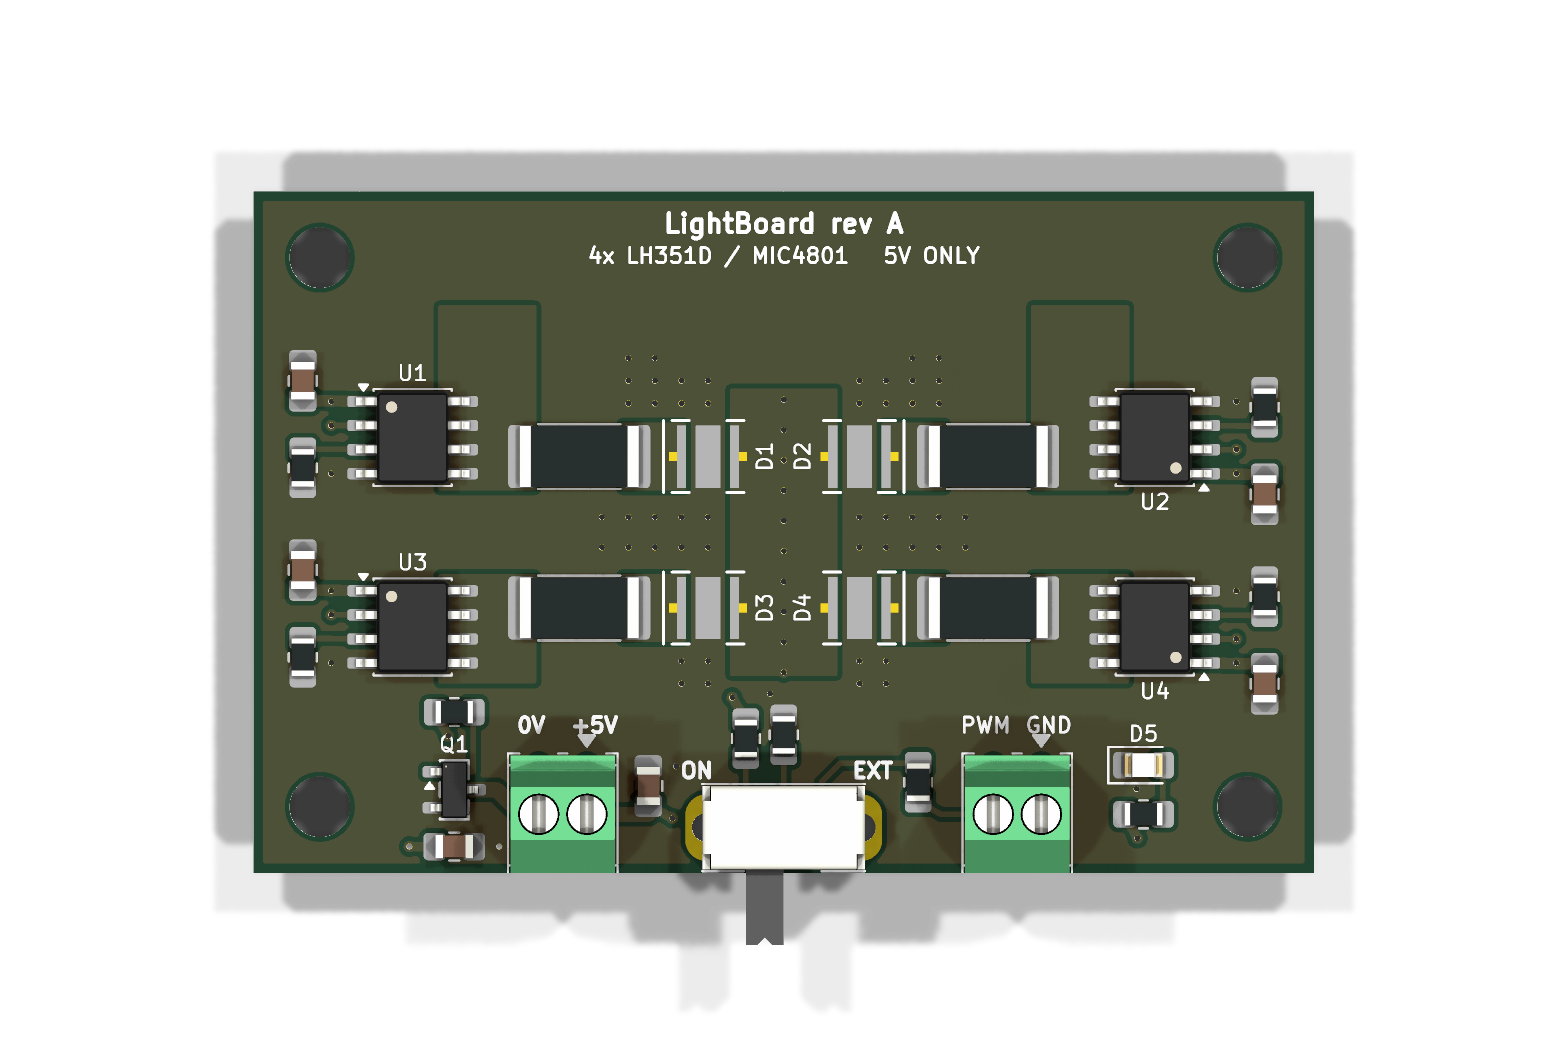 LightBoard rev A
4x LH351D / MIC4801 5V ONLY
U1
D1
D2
U2
U3
D3
D4
U4
Q1
0V +5V
ON
EXT
PWM GND
D5